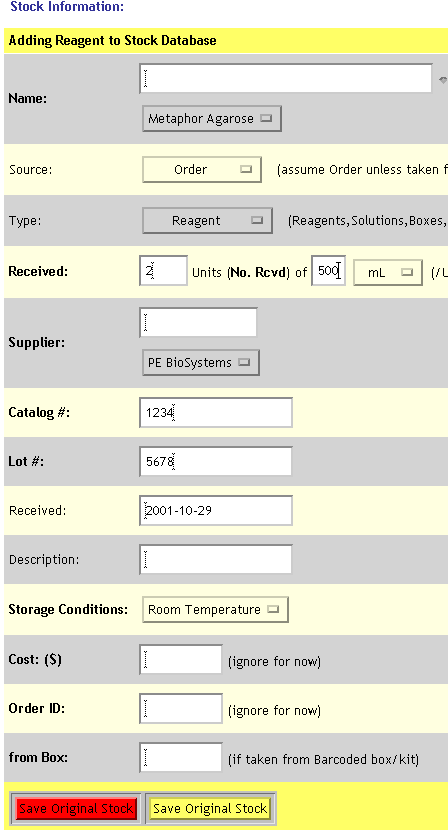 Stock Information:
Adding Reagent to Stock Database
Name:
Metaphor Agarose
Source: Order (assume Order unless taken f
Type: Reagent (Reagents,Solutions,Boxes,
Received: 2 Units (No. Rcvd) of 500 mL (/U
Supplier:
PE BioSystems
Catalog #: 1234
Lot #: 5678
Received: 2001-10-29
Description:
Storage Conditions: Room Temperature
Cost: ($) (ignore for now)
Order ID: (ignore for now)
from Box: (if taken from Barcoded box/kit)
Save Original Stock Save Original Stock